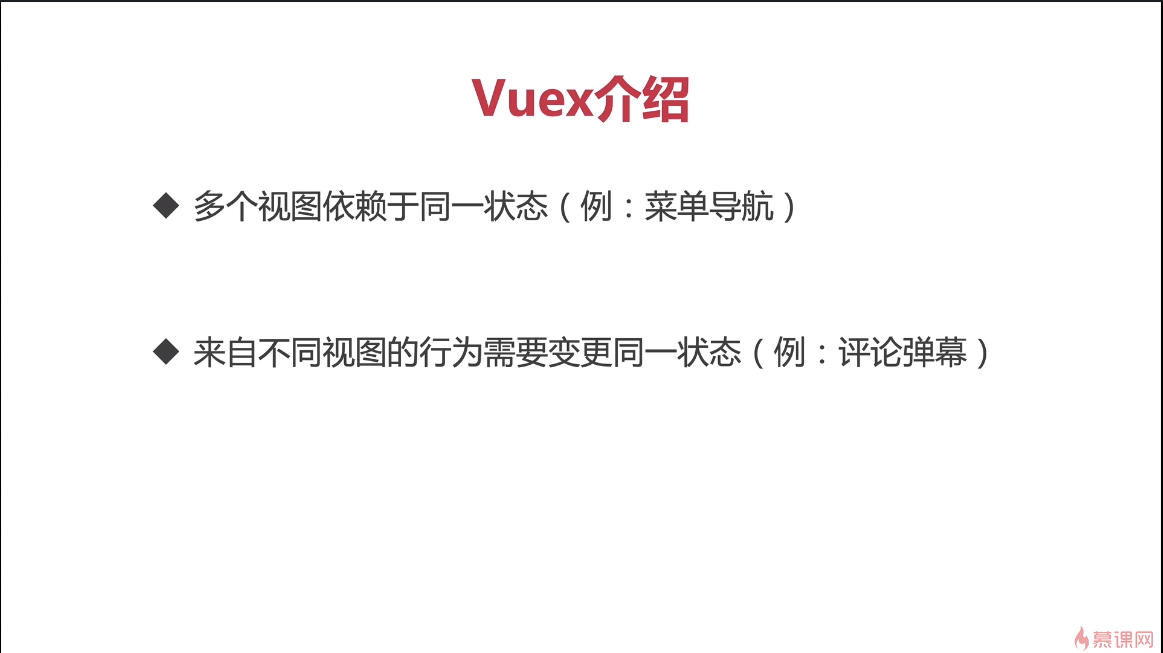 Vuex介绍
◆ 多个视图依赖于同一状态（例：菜单导航）
◆ 来自不同视图的行为需要变更同一状态（例：评论弹幕）
慕课网